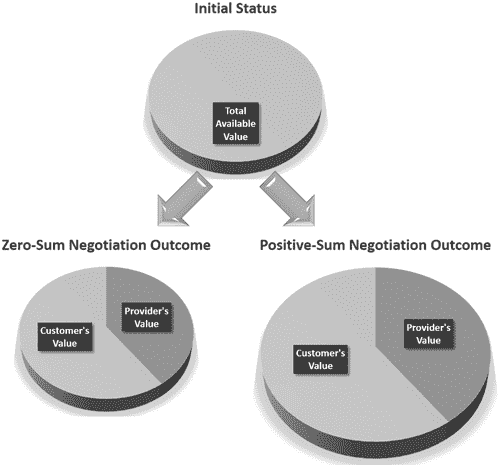 Initial Status
Total
Available
Value
Zero-Sum Negotiation Outcome
Positive-Sum Negotiation Outcome
Customer's
Value
Provider's
Value
Customer's
Value
Provider's
Value